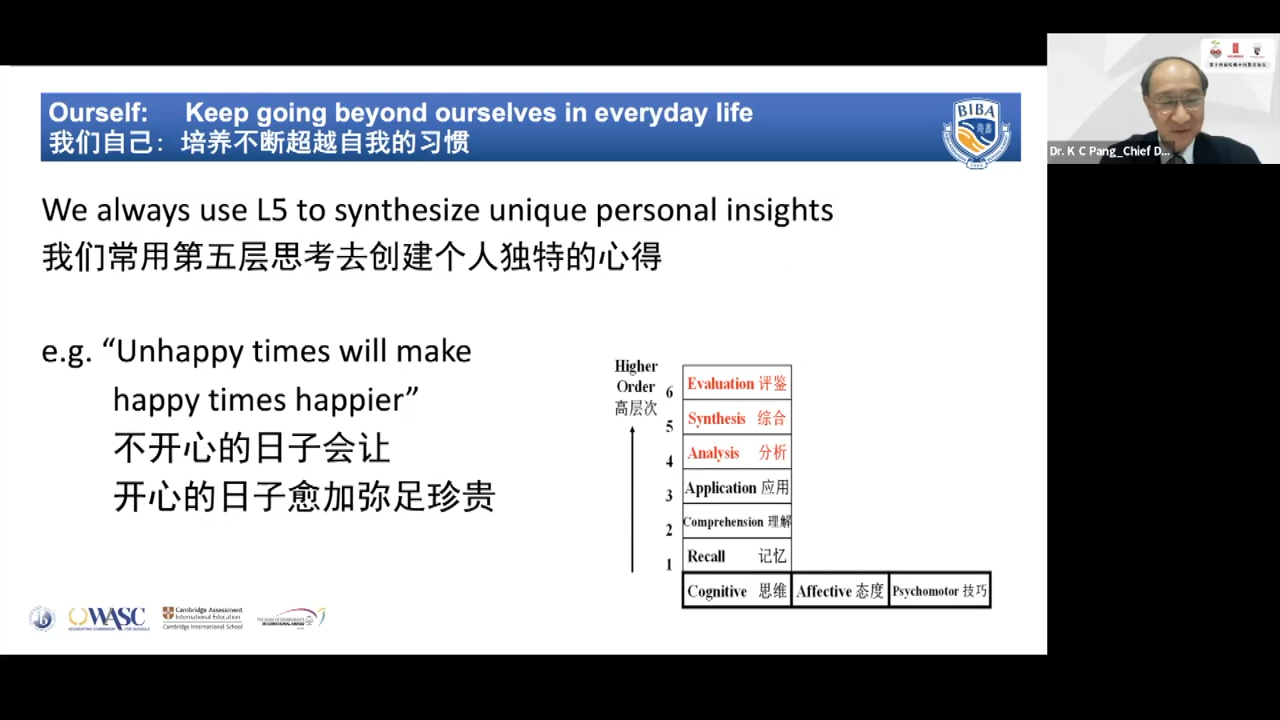 Ourself: Keep going beyond ourselves in everyday life
我们自己：培养不断超越自我的习惯
BIBA
海嘉
We always use L5 to synthesize unique personal insights
我们常用第五层思考去创建个人独特的心得
e.g. “Unhappy times will make
happy times happier”
不开心的日子会让
开心的日子愈加弥足珍贵
Higher
Order
高层次
6 Evaluation 评鉴
5 Synthesis 综合
4 Analysis 分析
3 Application 应用
2 Comprehension 理解
1 Recall 记忆
Cognitive 思维 Affective 态度 Psychomotor 技巧
WASC
ACCREDITING COMMISSION FOR SCHOOLS
Cambridge Assessment
International Education
Cambridge International School
INTERNATIONAL AWARD
Dr. K C Pang_Chief D...